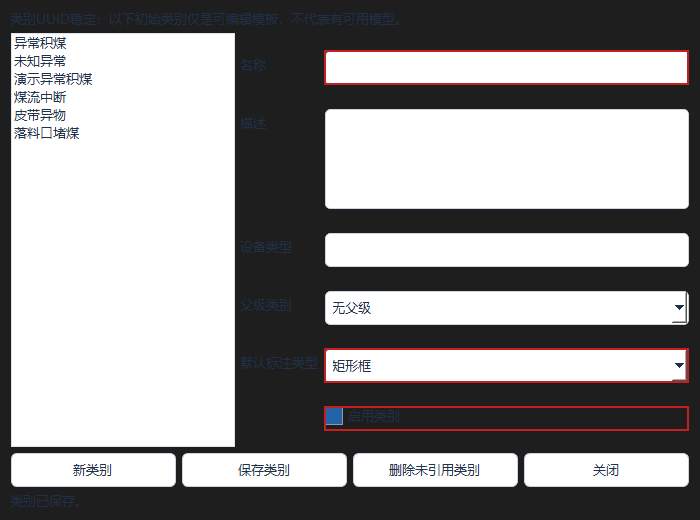 类别UUID稳定；以下初始类别仅是可编辑模板，不代表有可用模型。
异常积煤
未知异常
演示异常积煤
煤流中断
皮带异物
落料口堵煤
名称
描述
设备类型
父级类别
无父级
默认标注类型
矩形框
启用类别
新类别
保存类别
删除未引用类别
关闭
类别已保存。